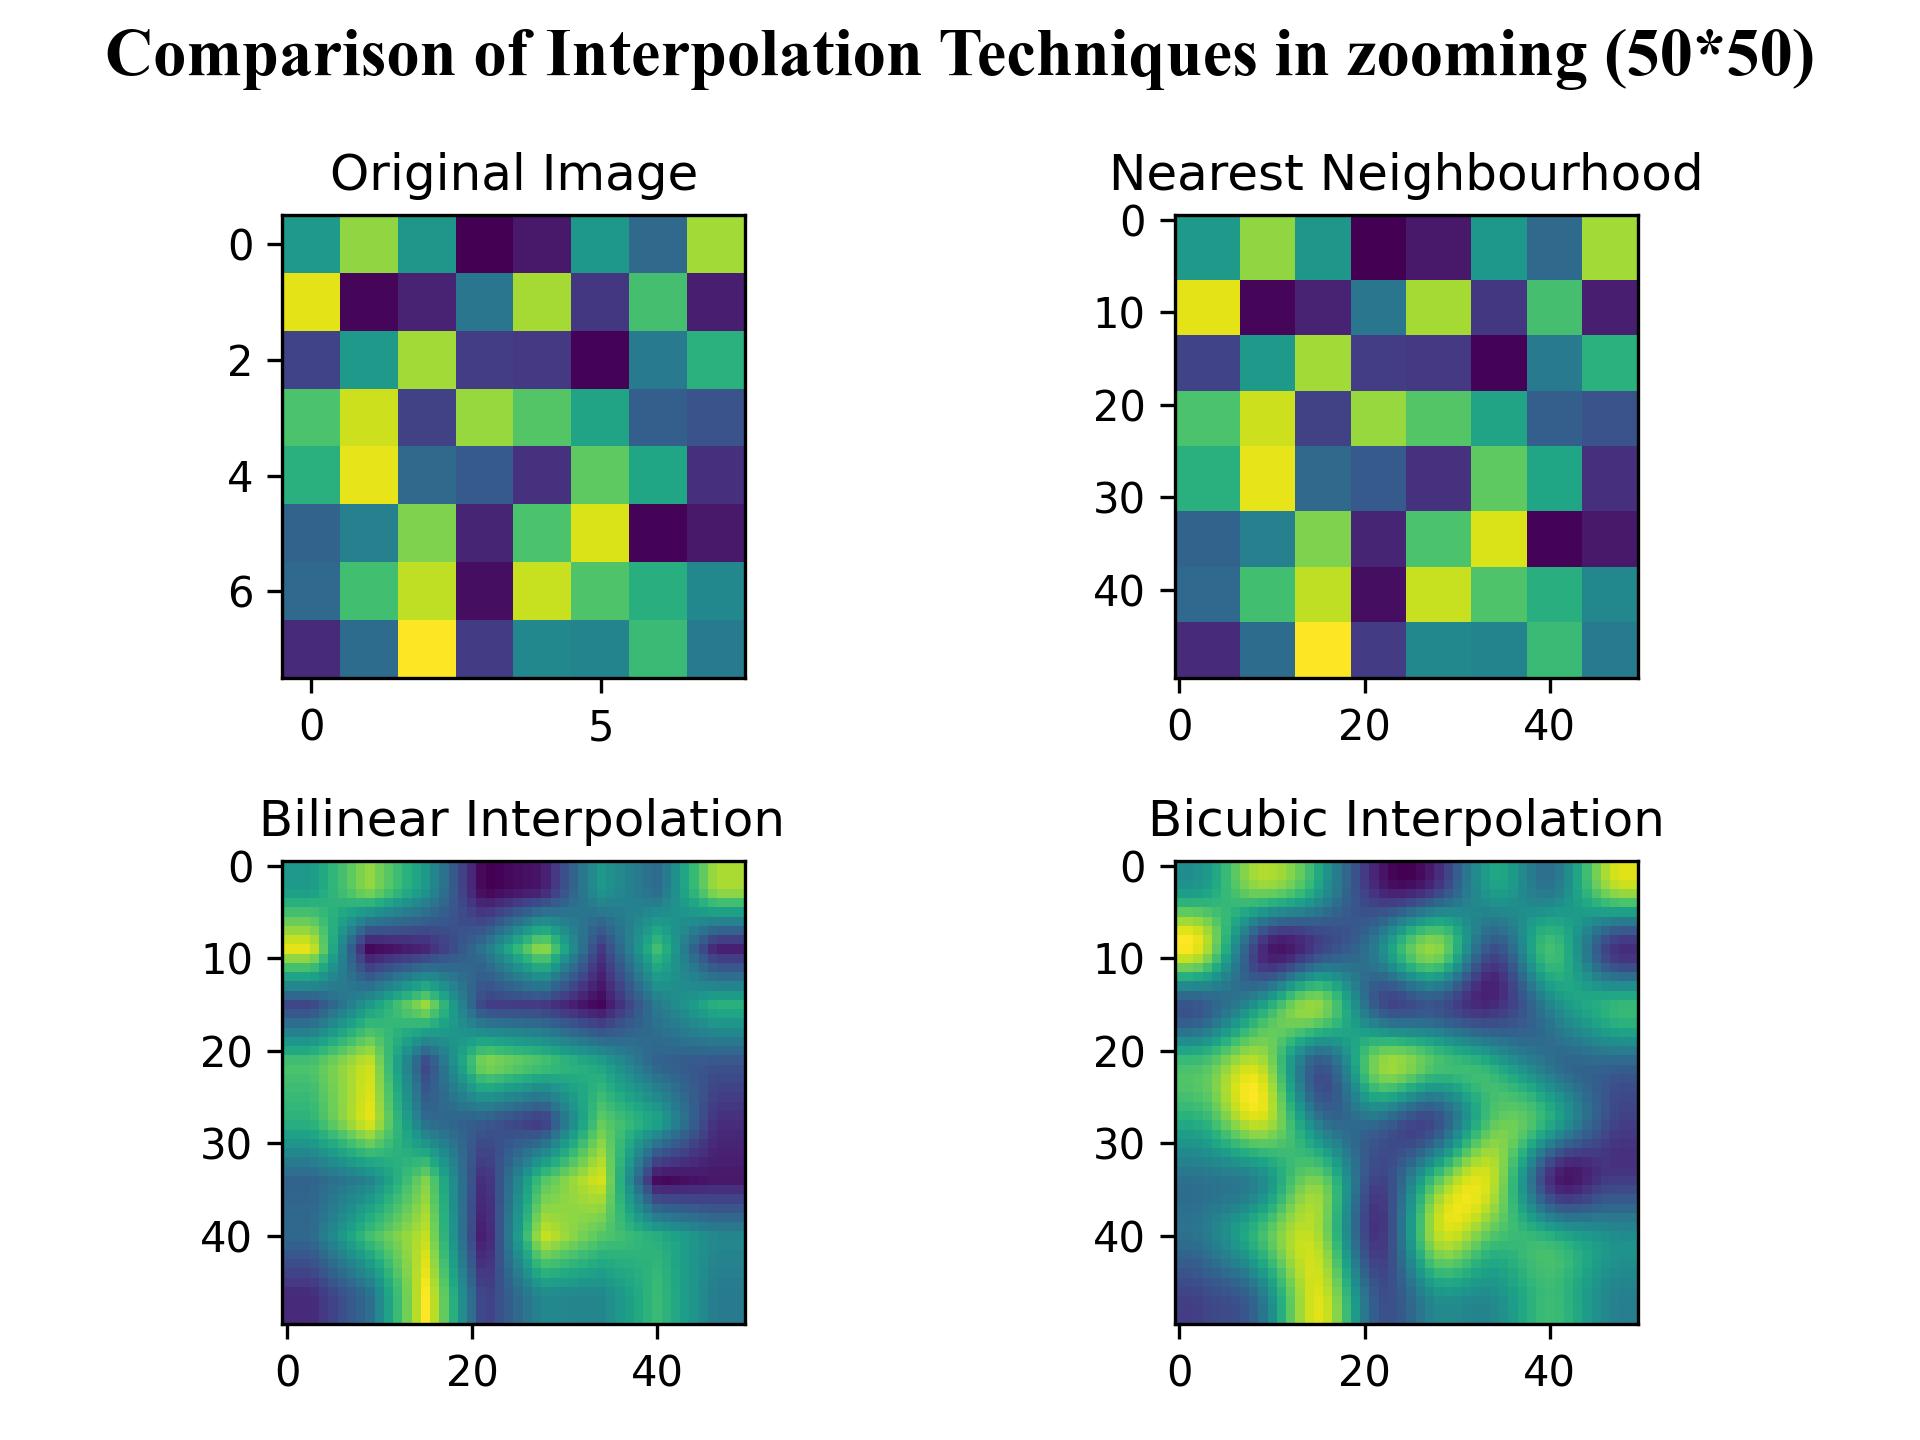 Comparison of Interpolation Techniques in zooming (50*50)
Original Image
0
2
4
6
0 5
Nearest Neighbourhood
0
10
20
30
40
0 20 40
Bilinear Interpolation
0
10
20
30
40
0 20 40
Bicubic Interpolation
0
10
20
30
40
0 20 40